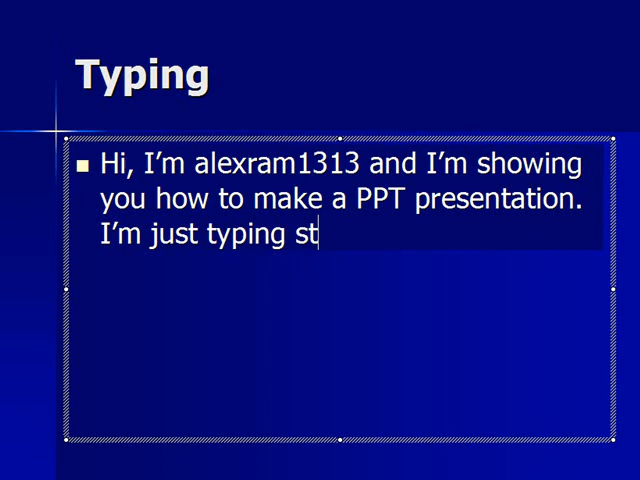 Typing
Hi, I’m alexram1313 and I’m showing
you how to make a PPT presentation.
I’m just typing st